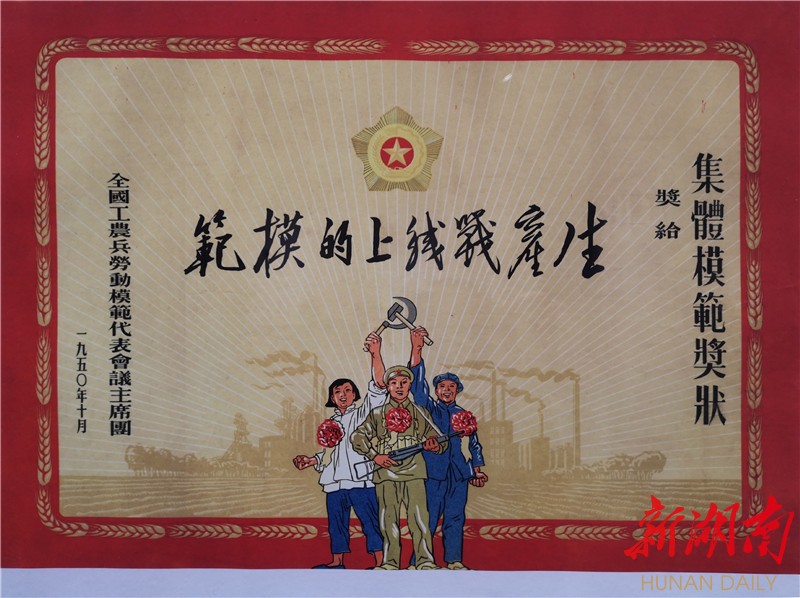 集體模範獎狀
獎給
生產戰綫上的模範
全國工農兵勞動模範代表會議主席團
一九五〇年十月
新湖南
HUNAN DAILY